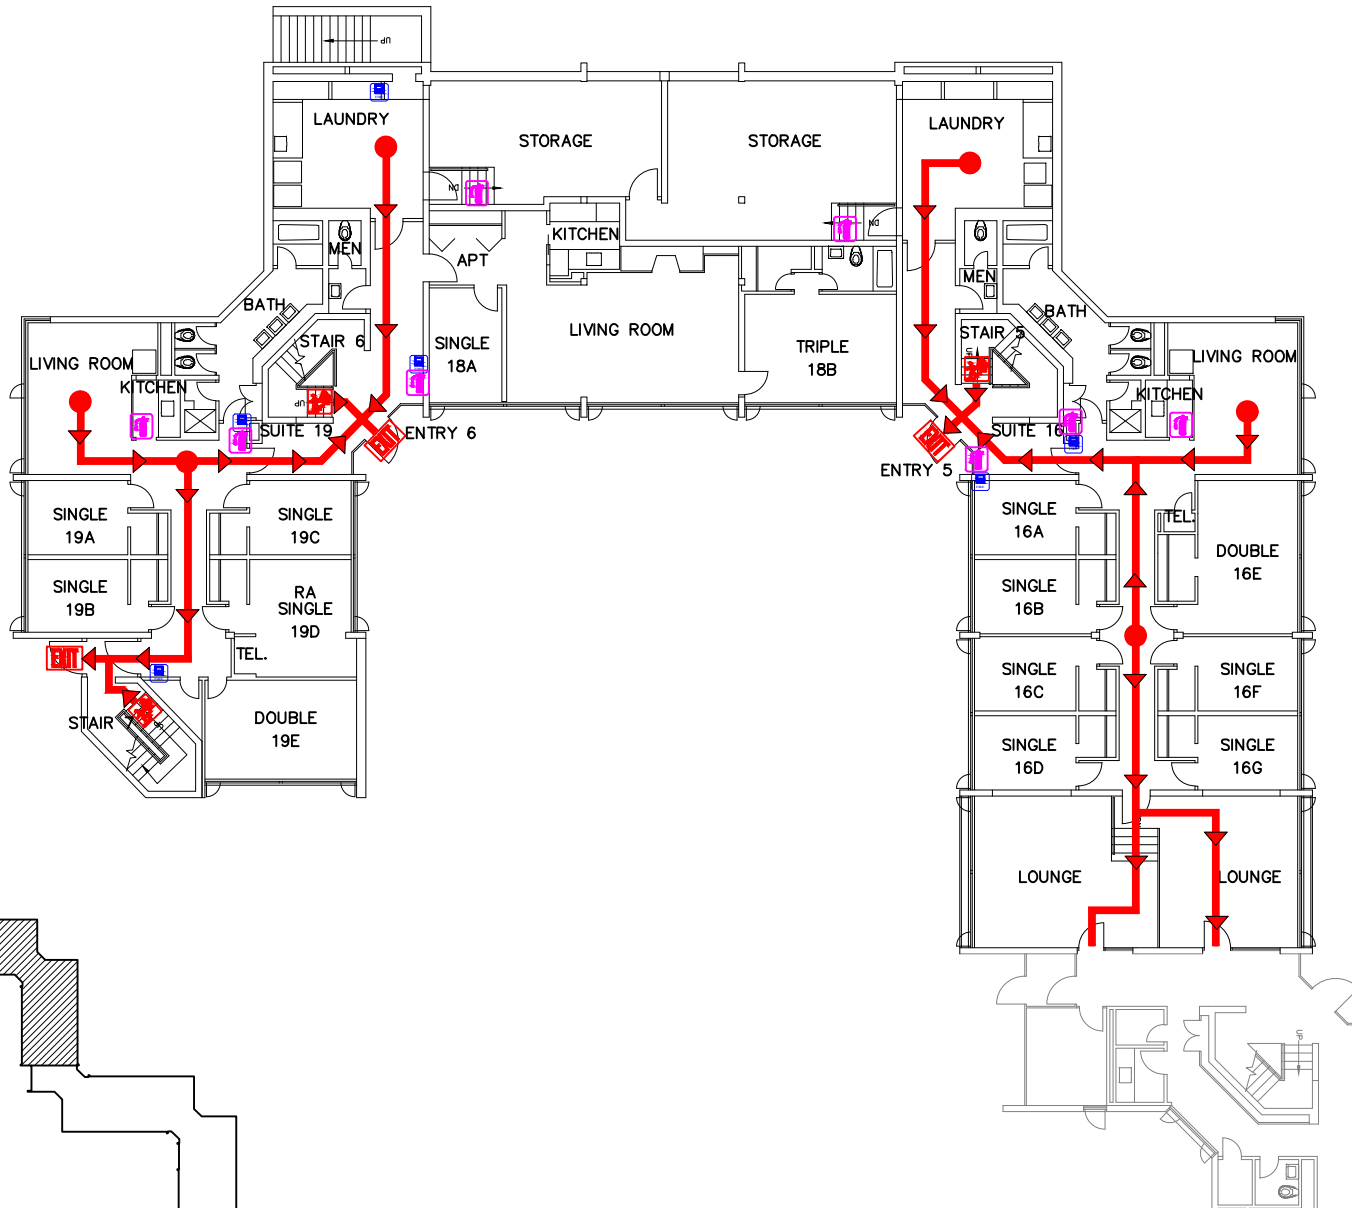 UP
LAUNDRY
STORAGE
STORAGE
LAUNDRY
DN
DN
MEN
KITCHEN
APT
MEN
BATH
BATH
LIVING ROOM
STAIR 6
SINGLE
18A
LIVING ROOM
TRIPLE
18B
STAIR 5
UP
LIVING ROOM
KITCHEN
KITCHEN
UP
SUITE 19
EXIT
ENTRY 6
EXIT
ENTRY 5
SUITE 16
SINGLE
19A
SINGLE
19C
SINGLE
16A
TEL.
DOUBLE
16E
SINGLE
19B
RA
SINGLE
19D
SINGLE
16B
EXIT
TEL.
SINGLE
16C
SINGLE
16F
STAIR 7
UP
DOUBLE
19E
SINGLE
16D
SINGLE
16G
LOUNGE
LOUNGE
UP